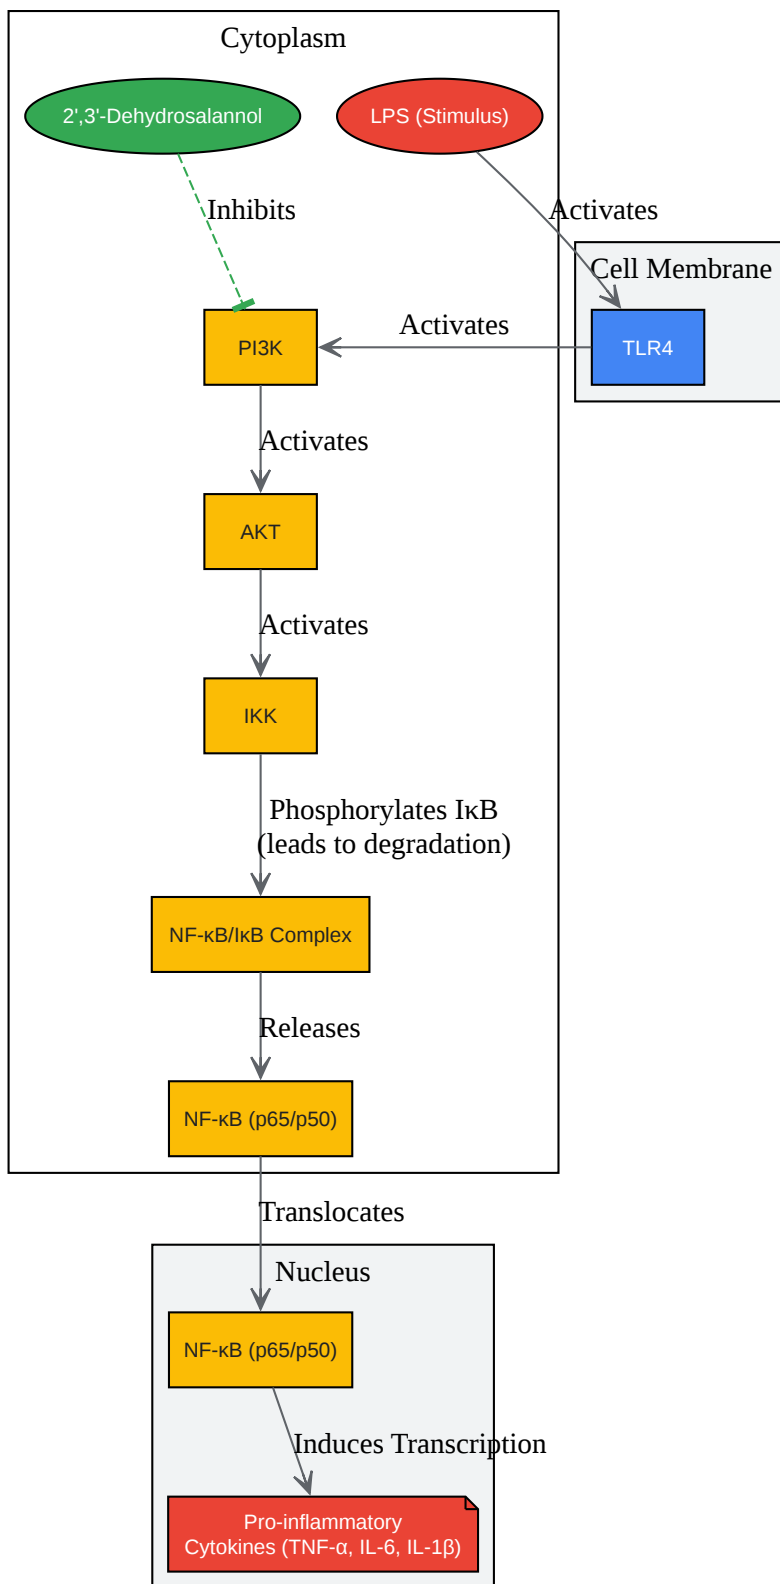 Cytoplasm
2',3'-Dehydrosalannol
LPS (Stimulus)
Inhibits
Activates
Cell Membrane
Activates
TLR4
PI3K
Activates
AKT
Activates
IKK
Phosphorylates IκB
(leads to degradation)
NF-κB/IκB Complex
Releases
NF-κB (p65/p50)
Translocates
Nucleus
NF-κB (p65/p50)
Induces Transcription
Pro-inflammatory
Cytokines (TNF-α, IL-6, IL-1β)